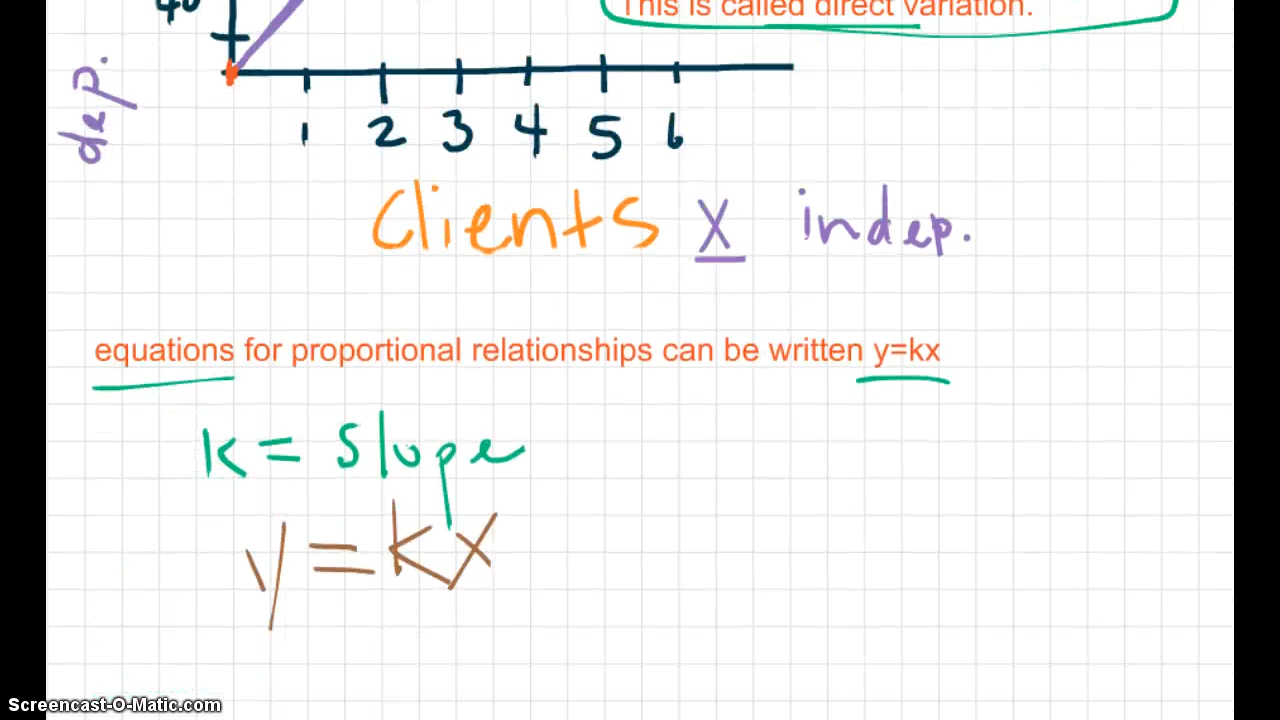 This is called direct variation.
40
dep.
1 2 3 4 5 6
Clients x indep.
equations for proportional relationships can be written y=kx
k = slope
y = kx
Screencast-O-Matic.com